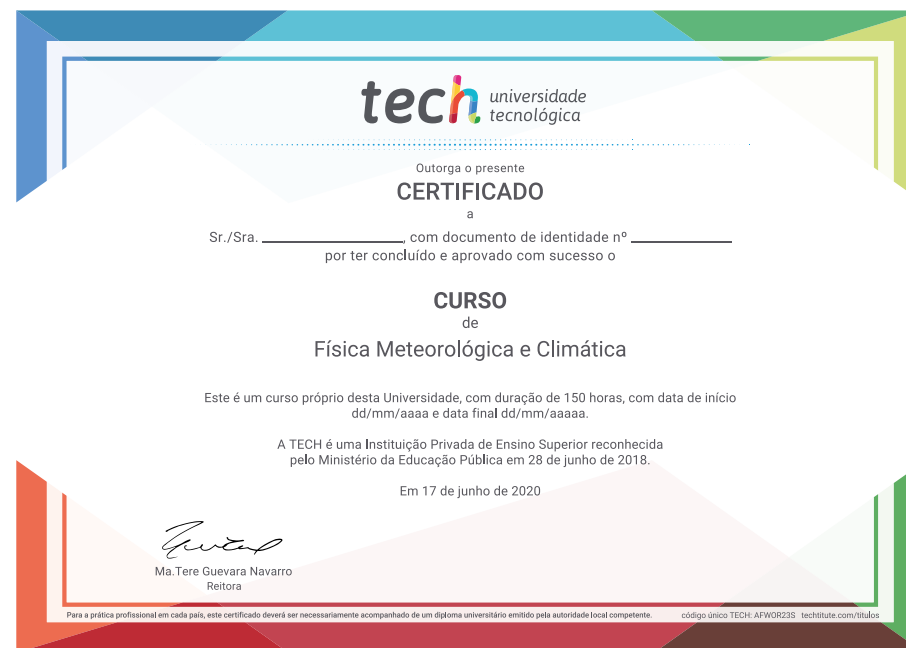 tech universidade
tecnológica
Outorga o presente
CERTIFICADO
a
Sr./Sra. ____________, com documento de identidade nº ____________
por ter concluído e aprovado com sucesso o
CURSO
de
Física Meteorológica e Climática
Este é um curso próprio desta Universidade, com duração de 150 horas, com data de início
dd/mm/aaaa e data final dd/mm/aaaaa.
A TECH é uma Instituição Privada de Ensino Superior reconhecida
pelo Ministério da Educação Pública em 28 de junho de 2018.
Em 17 de junho de 2020
Ma.Tere Guevara Navarro
Reitora
Para a prática profissional em cada país, este certificado deverá ser necessariamente acompanhado de um diploma universitário emitido pela autoridade local competente. código único TECH: AFWOR23S techtitute.com/titulos